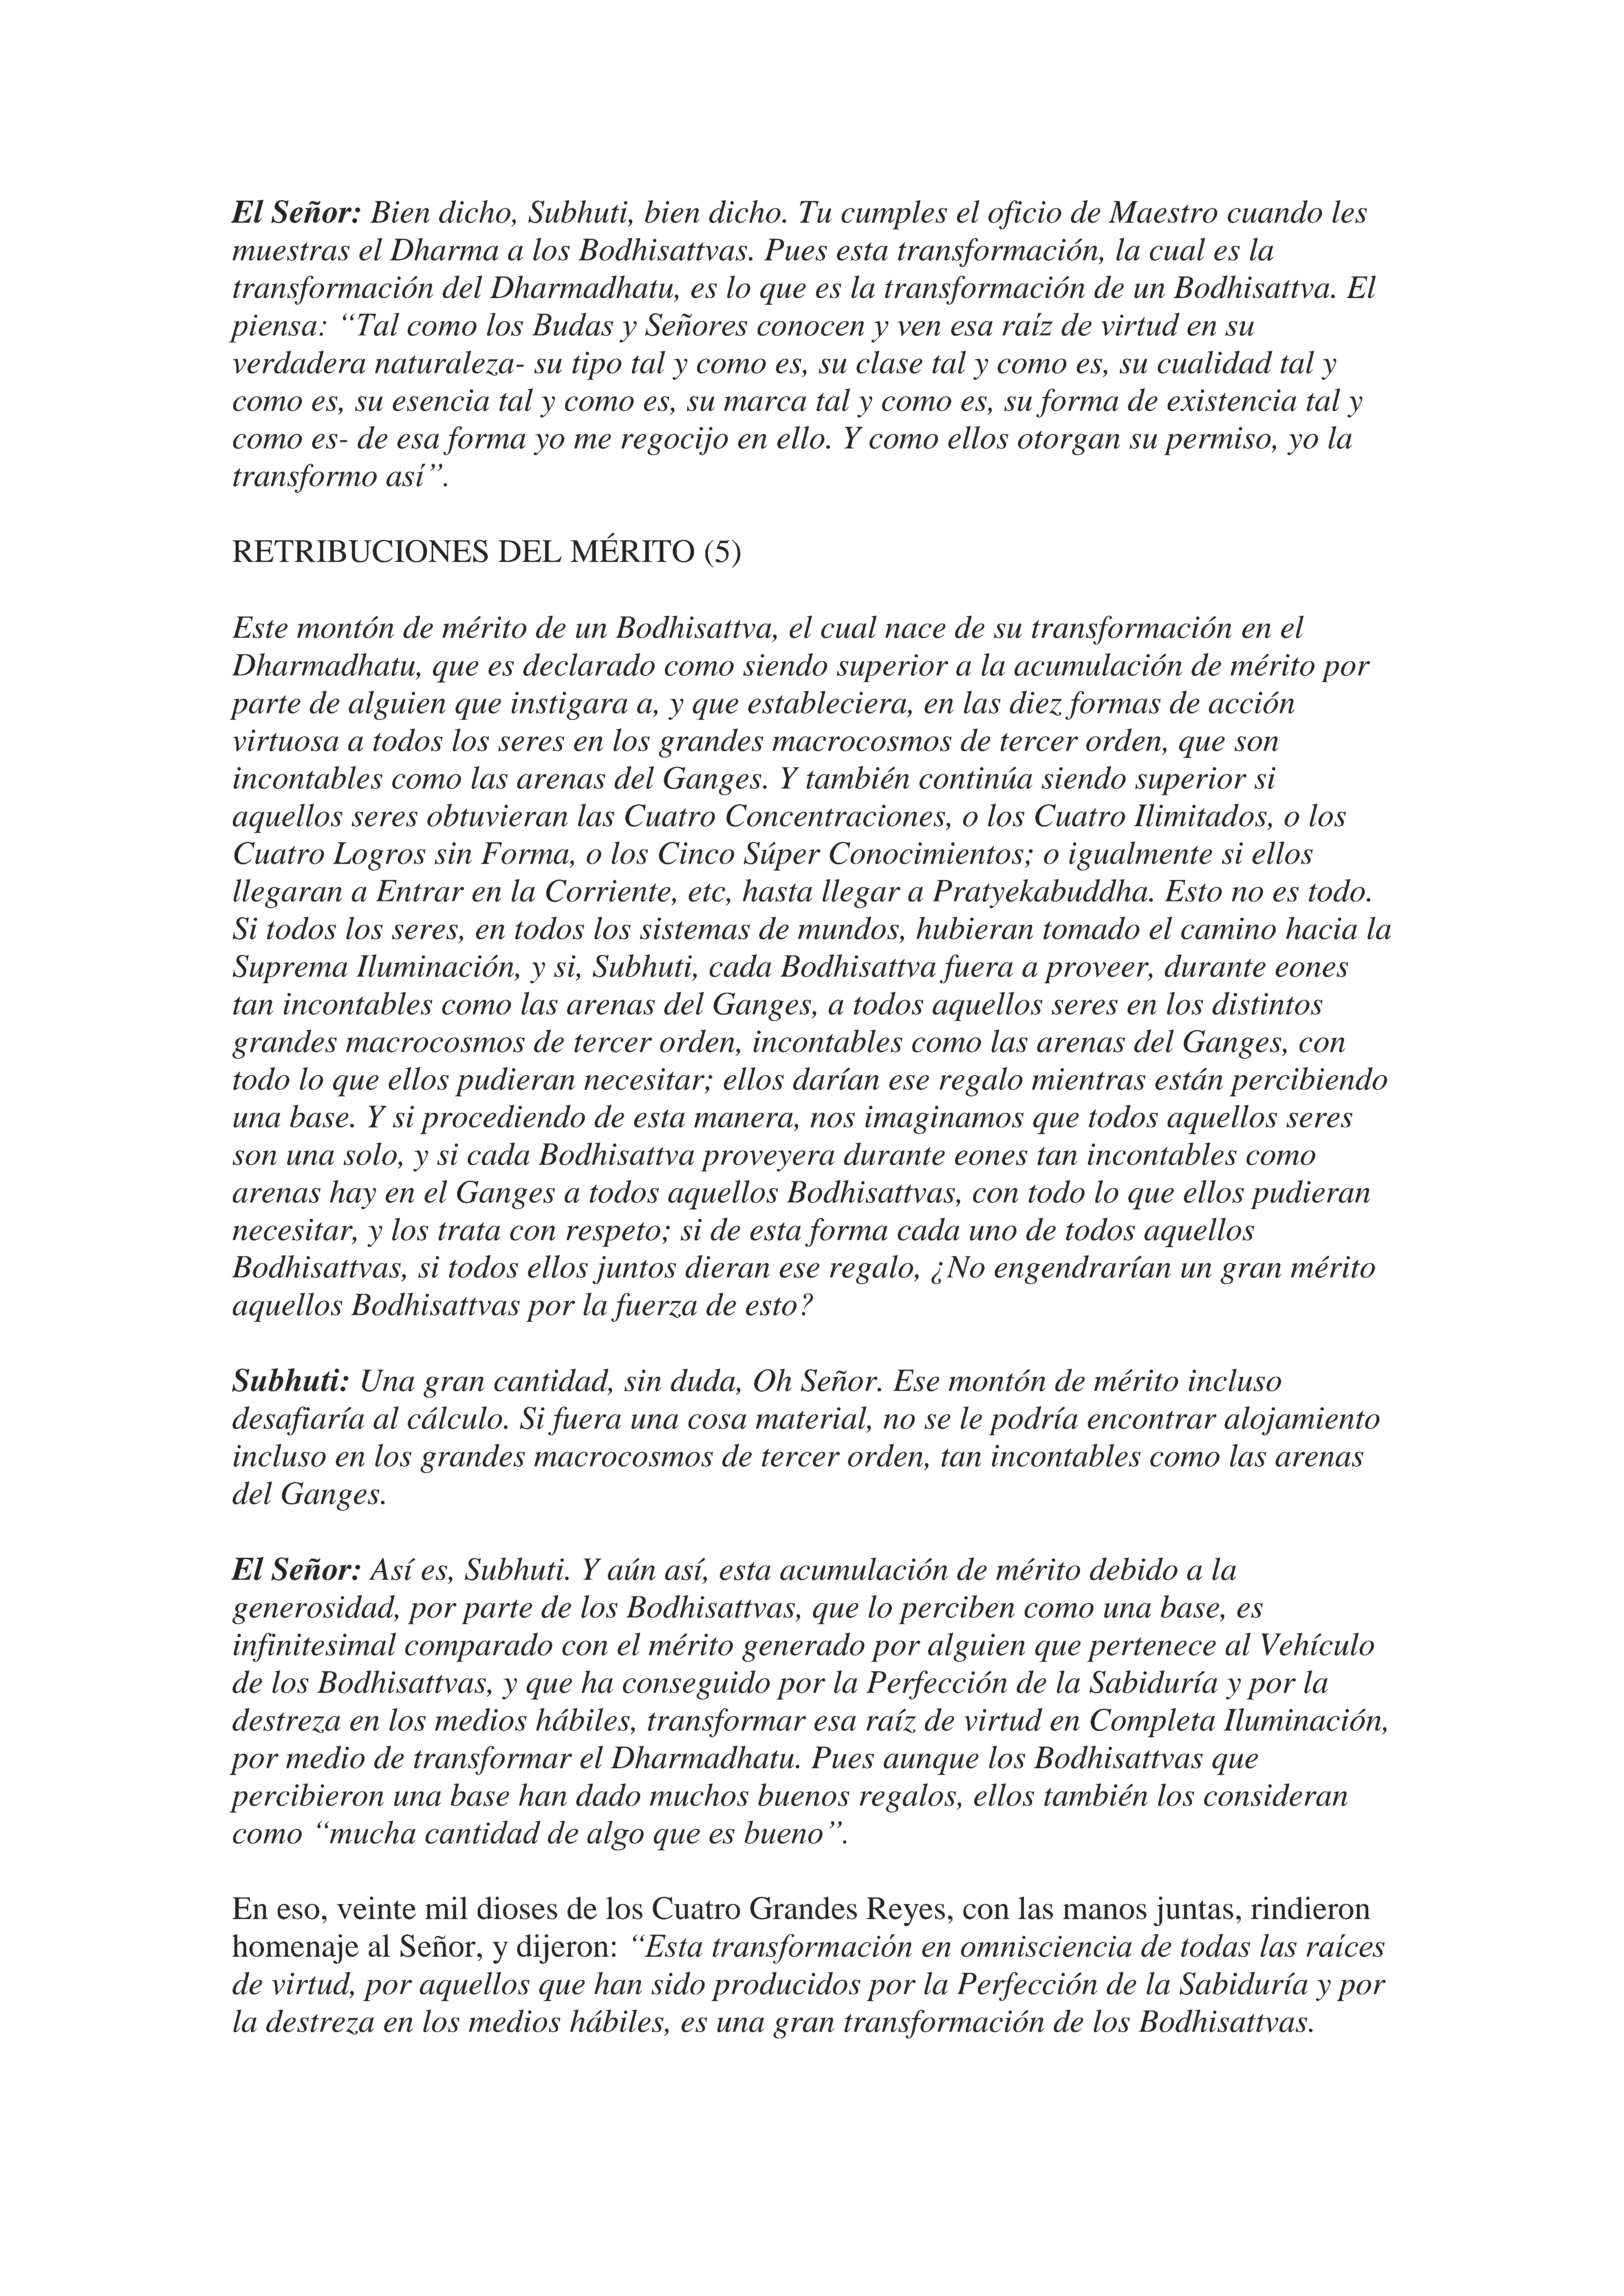 El Señor: Bien dicho, Subhuti, bien dicho. Tu cumples el oficio de Maestro cuando les
muestras el Dharma a los Bodhisattvas. Pues esta transformación, la cual es la
transformación del Dharmadhatu, es lo que es la transformación de un Bodhisattva. El
piensa: “Tal como los Budas y Señores conocen y ven esa raíz de virtud en su
verdadera naturaleza- su tipo tal y como es, su clase tal y como es, su cualidad tal y
como es, su esencia tal y como es, su marca tal y como es, su forma de existencia tal y
como es- de esa forma yo me regocijo en ello. Y como ellos otorgan su permiso, yo la
transformo así”.
RETRIBUCIONES DEL MÉRITO (5)
Este montón de mérito de un Bodhisattva, el cual nace de su transformación en el
Dharmadhatu, que es declarado como siendo superior a la acumulación de mérito por
parte de alguien que instigara a, y que estableciera, en las diez formas de acción
virtuosa a todos los seres en los grandes macrocosmos de tercer orden, que son
incontables como las arenas del Ganges. Y también continúa siendo superior si
aquellos seres obtuvieran las Cuatro Concentraciones, o los Cuatro Ilimitados, o los
Cuatro Logros sin Forma, o los Cinco Súper Conocimientos; o igualmente si ellos
llegaran a Entrar en la Corriente, etc, hasta llegar a Pratyekabuddha. Esto no es todo.
Si todos los seres, en todos los sistemas de mundos, hubieran tomado el camino hacia la
Suprema Iluminación, y si, Subhuti, cada Bodhisattva fuera a proveer, durante eones
tan incontables como las arenas del Ganges, a todos aquellos seres en los distintos
grandes macrocosmos de tercer orden, incontables como las arenas del Ganges, con
todo lo que ellos pudieran necesitar; ellos darían ese regalo mientras están percibiendo
una base. Y si procediendo de esta manera, nos imaginamos que todos aquellos seres
son una solo, y si cada Bodhisattva proveyera durante eones tan incontables como
arenas hay en el Ganges a todos aquellos Bodhisattvas, con todo lo que ellos pudieran
necesitar, y los trata con respeto; si de esta forma cada uno de todos aquellos
Bodhisattvas, si todos ellos juntos dieran ese regalo, ¿No engendrarían un gran mérito
aquellos Bodhisattvas por la fuerza de esto?
Subhuti: Una gran cantidad, sin duda, Oh Señor. Ese montón de mérito incluso
desafiaría al cálculo. Si fuera una cosa material, no se le podría encontrar alojamiento
incluso en los grandes macrocosmos de tercer orden, tan incontables como las arenas
del Ganges.
El Señor: Así es, Subhuti. Y aún así, esta acumulación de mérito debido a la
generosidad, por parte de los Bodhisattvas, que lo perciben como una base, es
infinitesimal comparado con el mérito generado por alguien que pertenece al Vehículo
de los Bodhisattvas, y que ha conseguido por la Perfección de la Sabiduría y por la
destreza en los medios hábiles, transformar esa raíz de virtud en Completa Iluminación,
por medio de transformar el Dharmadhatu. Pues aunque los Bodhisattvas que
percibieron una base han dado muchos buenos regalos, ellos también los consideran
como “mucha cantidad de algo que es bueno”.
En eso, veinte mil dioses de los Cuatro Grandes Reyes, con las manos juntas, rindieron
homenaje al Señor, y dijeron: “Esta transformación en omnisciencia de todas las raíces
de virtud, por aquellos que han sido producidos por la Perfección de la Sabiduría y por
la destreza en los medios hábiles, es una gran transformación de los Bodhisattvas.